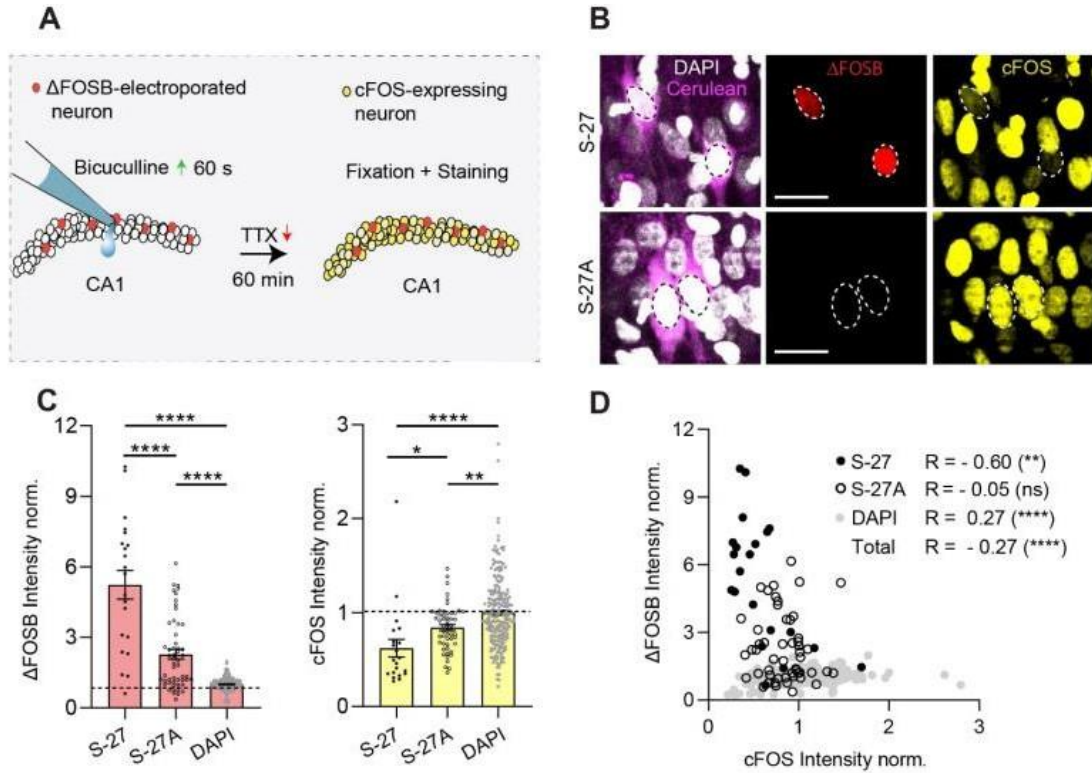 A
ΔFOSB-electroporated
neuron
cFOS-expressing
neuron
Bicuculline ↑ 60 s
Fixation + Staining
TTX ↓
60 min
CA1
CA1
B
DAPI
Cerulean
ΔFOSB
cFOS
S-27
S-27A
C
ΔFOSB Intensity norm.
12
9
6
3
0
****
****
****
S-27
S-27A
DAPI
cFOS Intensity norm.
3
2
1
0
****
*
**
S-27
S-27A
DAPI
D
ΔFOSB Intensity norm.
12
9
6
3
0
S-27 R = - 0.60 (**)
S-27A R = - 0.05 (ns)
DAPI R = 0.27 (****)
Total R = - 0.27 (****)
0 1 2 3
cFOS Intensity norm.